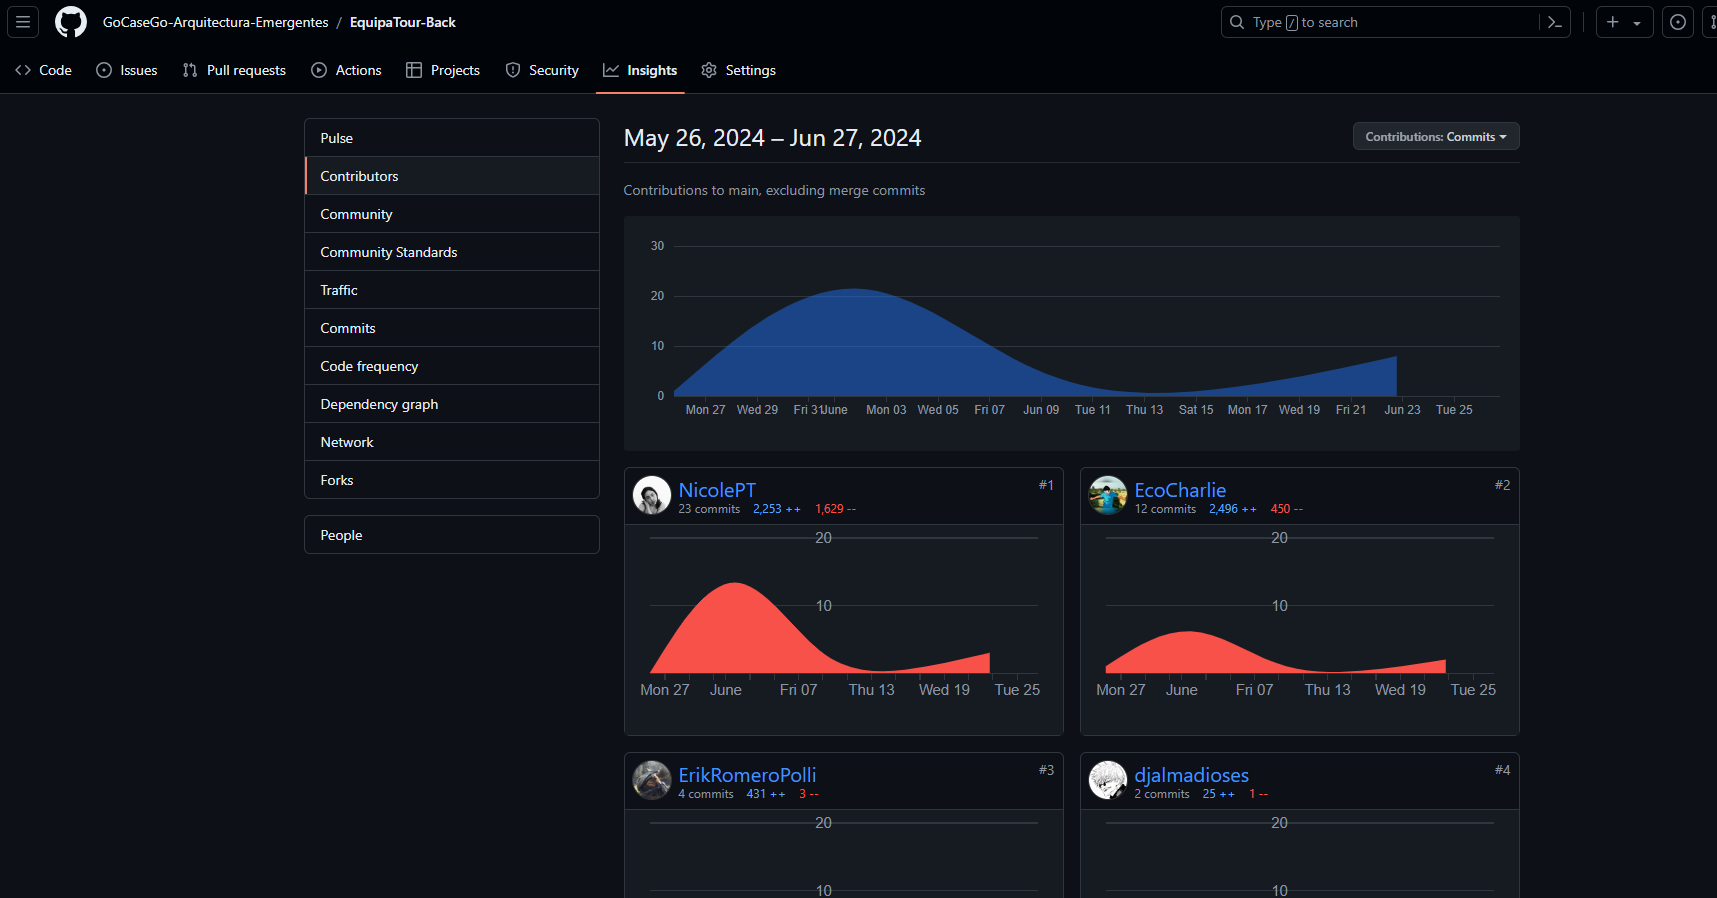 GoCaseGo-Arquitectura-Emergentes / EquipaTour-Back
Type / to search
Code Issues Pull requests Actions Projects Security Insights Settings
Pulse
Contributors
Community
Community Standards
Traffic
Commits
Code frequency
Dependency graph
Network
Forks
People
May 26, 2024 – Jun 27, 2024
Contributions: Commits
Contributions to main, excluding merge commits
30
20
10
0
Mon 27 Wed 29 Fri 31 June Mon 03 Wed 05 Fri 07 Jun 09 Tue 11 Thu 13 Sat 15 Mon 17 Wed 19 Fri 21 Jun 23 Tue 25
NicolePT #1
23 commits 2,253 ++ 1,629 --
20
10
Mon 27 June Fri 07 Thu 13 Wed 19 Tue 25
EcoCharlie #2
12 commits 2,496 ++ 450 --
20
10
Mon 27 June Fri 07 Thu 13 Wed 19 Tue 25
ErikRomeroPolli #3
4 commits 431 ++ 3 --
20
10
djalmadioses #4
2 commits 25 ++ 1 --
20
10